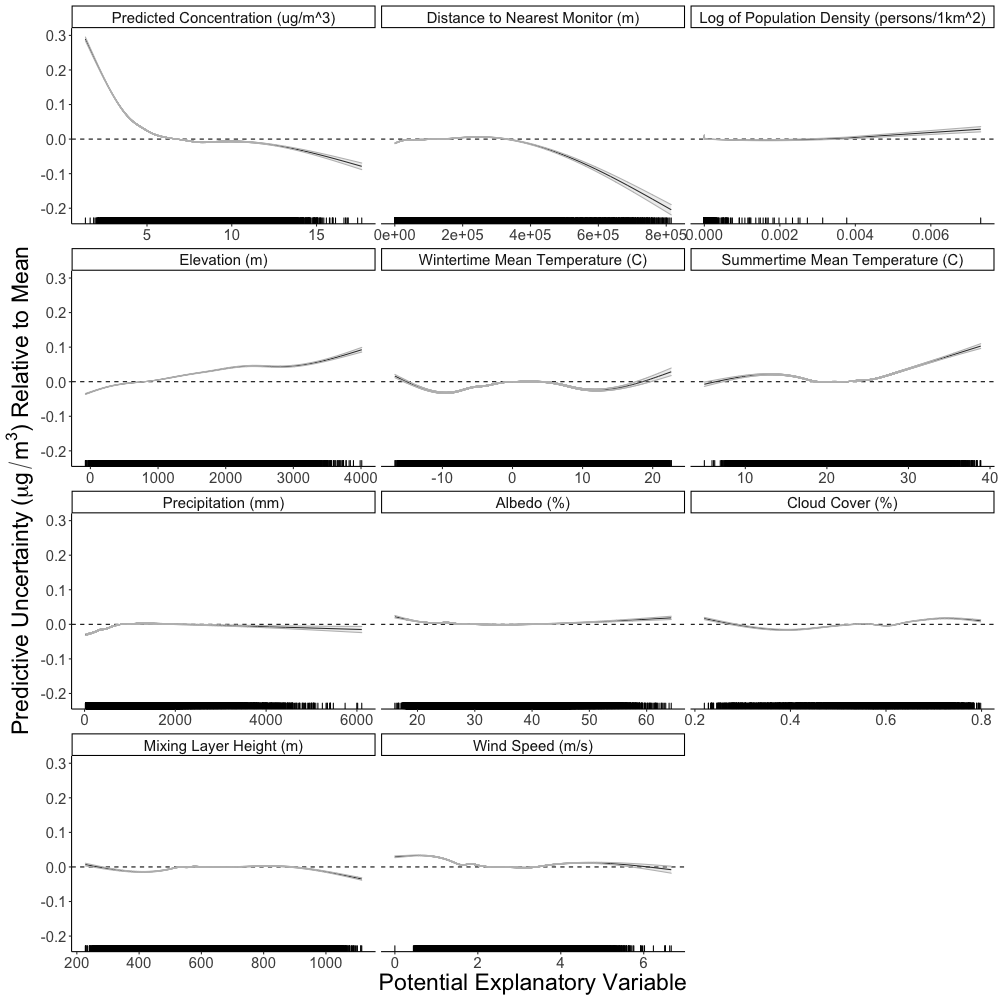 Predicted Concentration (ug/m^3)
Distance to Nearest Monitor (m)
Log of Population Density (persons/1km^2)
0.3
0.2
0.1
0.0
-0.1
-0.2
5 10 15
0e+00 2e+05 4e+05 6e+05 8e+05
0.000 0.002 0.004 0.006
Elevation (m)
Wintertime Mean Temperature (C)
Summertime Mean Temperature (C)
0.3
0.2
0.1
0.0
-0.1
-0.2
0 1000 2000 3000 4000
-10 0 10 20
10 20 30 40
Predictive Uncertainty (μg /m³) Relative to Mean
Precipitation (mm)
Albedo (%)
Cloud Cover (%)
0.3
0.2
0.1
0.0
-0.1
-0.2
0 2000 4000 6000
20 30 40 50 60
0.2 0.4 0.6 0.8
Mixing Layer Height (m)
Wind Speed (m/s)
0.3
0.2
0.1
0.0
-0.1
-0.2
200 400 600 800 1000
0 2 4 6
Potential Explanatory Variable